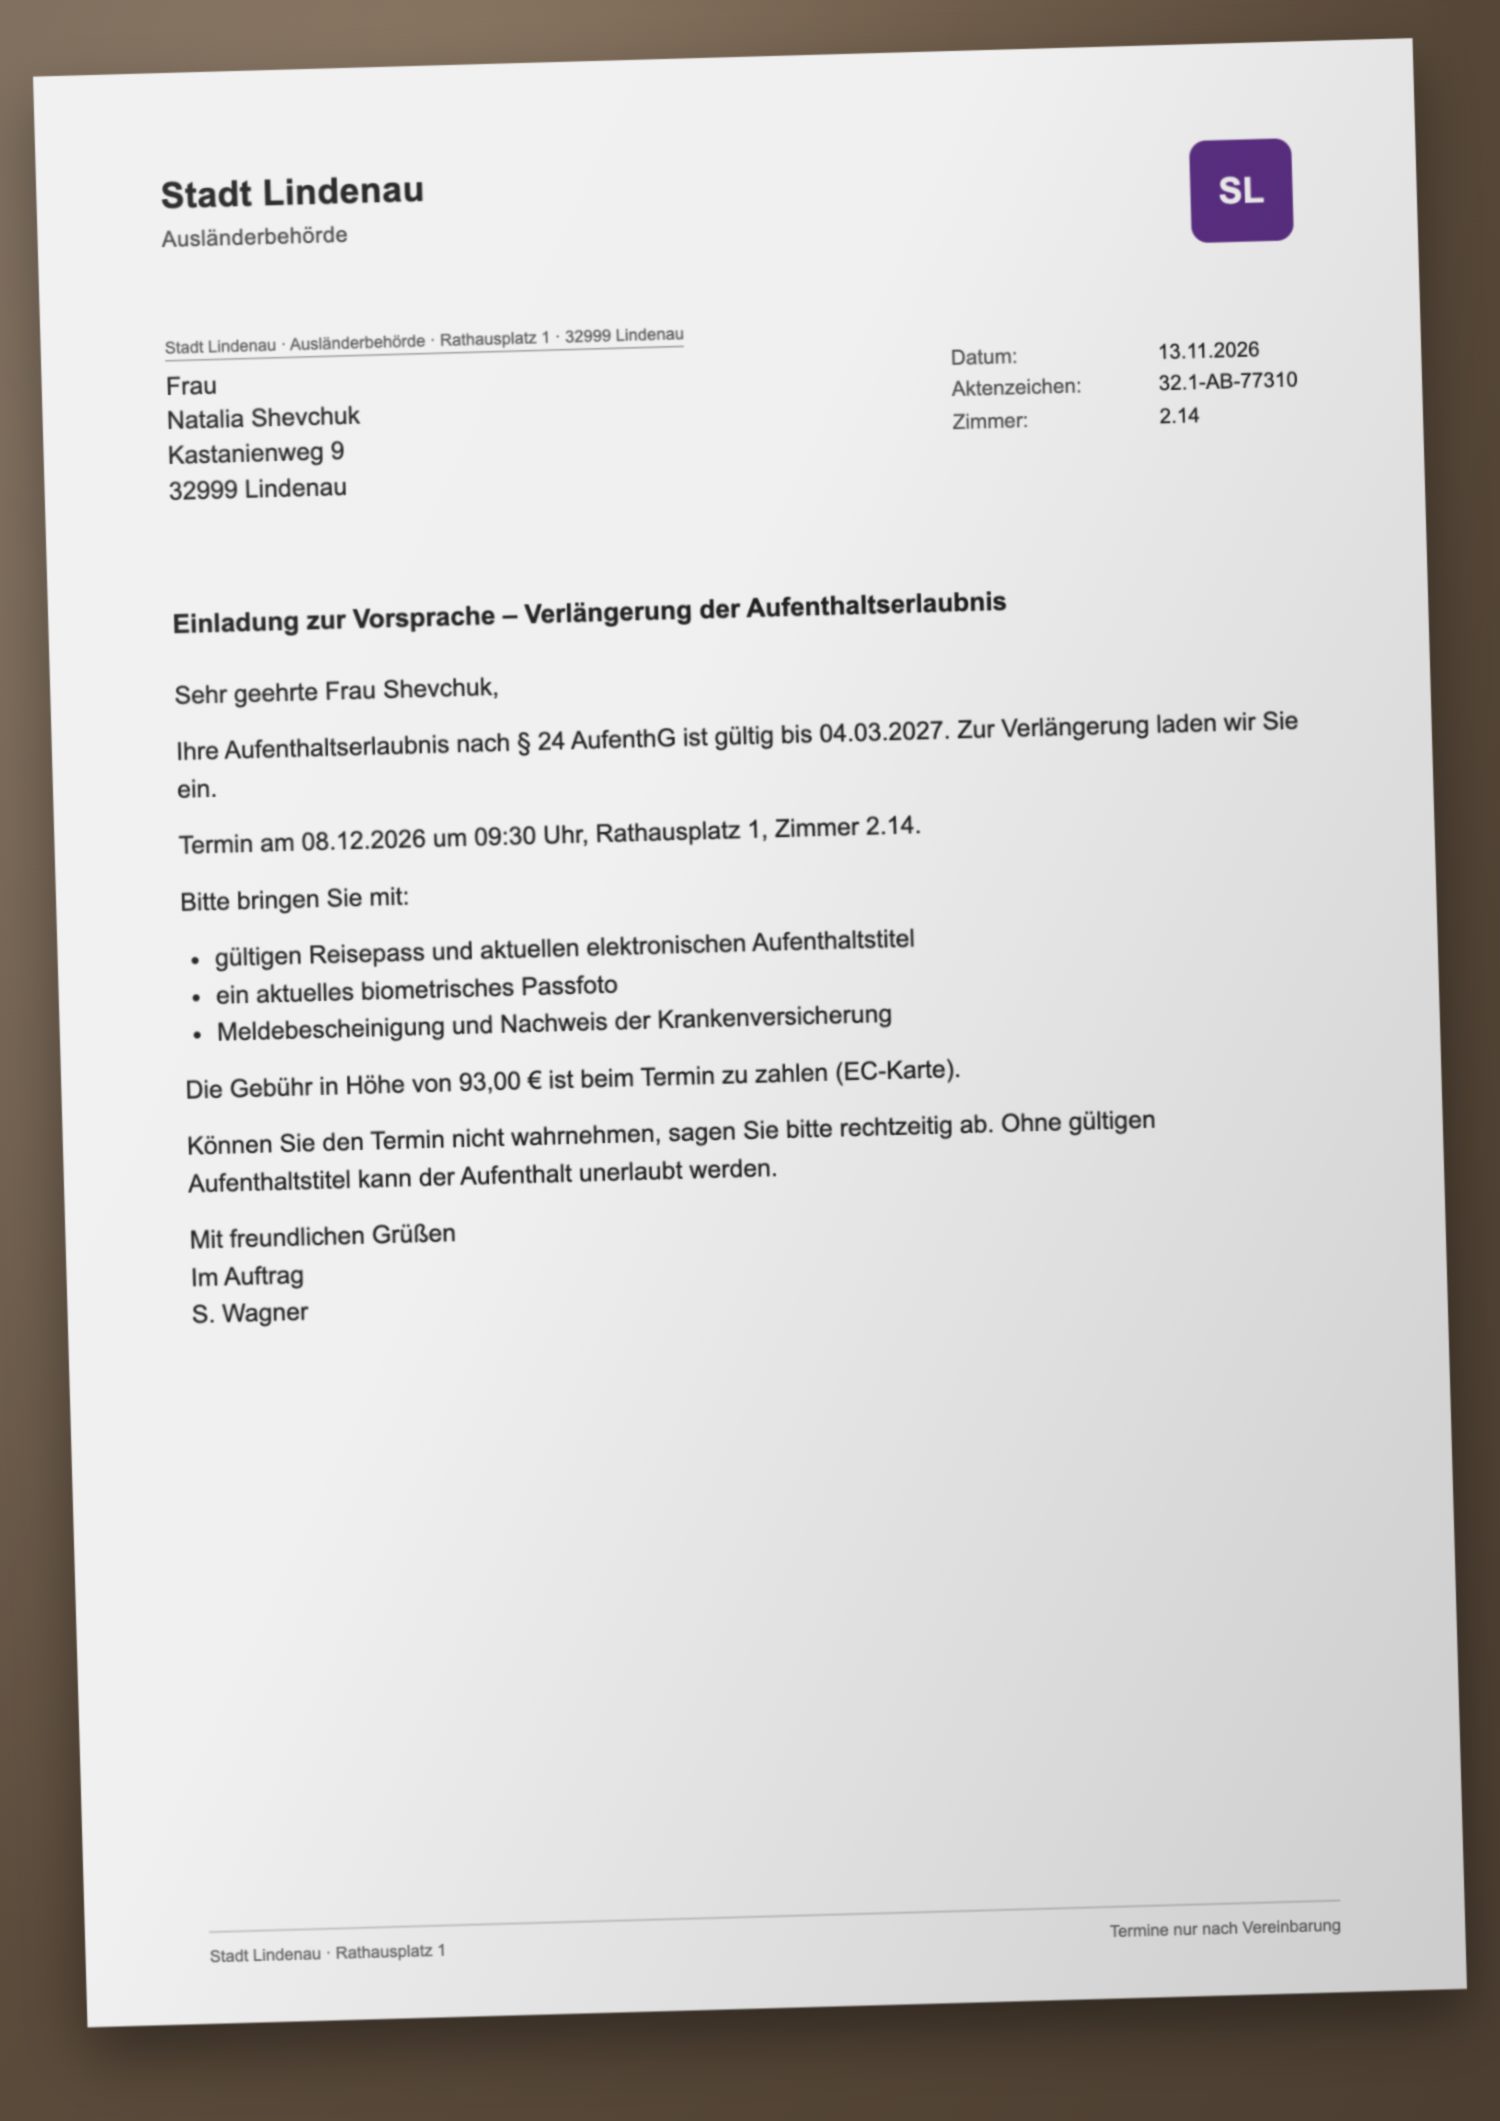 Stadt Lindenau
Ausländerbehörde
SL
Stadt Lindenau · Ausländerbehörde · Rathausplatz 1 · 32999 Lindenau
Frau
Natalia Shevchuk
Kastanienweg 9
32999 Lindenau
Datum: 13.11.2026
Aktenzeichen: 32.1-AB-77310
Zimmer: 2.14
Einladung zur Vorsprache – Verlängerung der Aufenthaltserlaubnis
Sehr geehrte Frau Shevchuk,
Ihre Aufenthaltserlaubnis nach § 24 AufenthG ist gültig bis 04.03.2027. Zur Verlängerung laden wir Sie
ein.
Termin am 08.12.2026 um 09:30 Uhr, Rathausplatz 1, Zimmer 2.14.
Bitte bringen Sie mit:
• gültigen Reisepass und aktuellen elektronischen Aufenthaltstitel
• ein aktuelles biometrisches Passfoto
• Meldebescheinigung und Nachweis der Krankenversicherung
Die Gebühr in Höhe von 93,00 € ist beim Termin zu zahlen (EC-Karte).
Können Sie den Termin nicht wahrnehmen, sagen Sie bitte rechtzeitig ab. Ohne gültigen
Aufenthaltstitel kann der Aufenthalt unerlaubt werden.
Mit freundlichen Grüßen
Im Auftrag
S. Wagner
Stadt Lindenau · Rathausplatz 1
Termine nur nach Vereinbarung